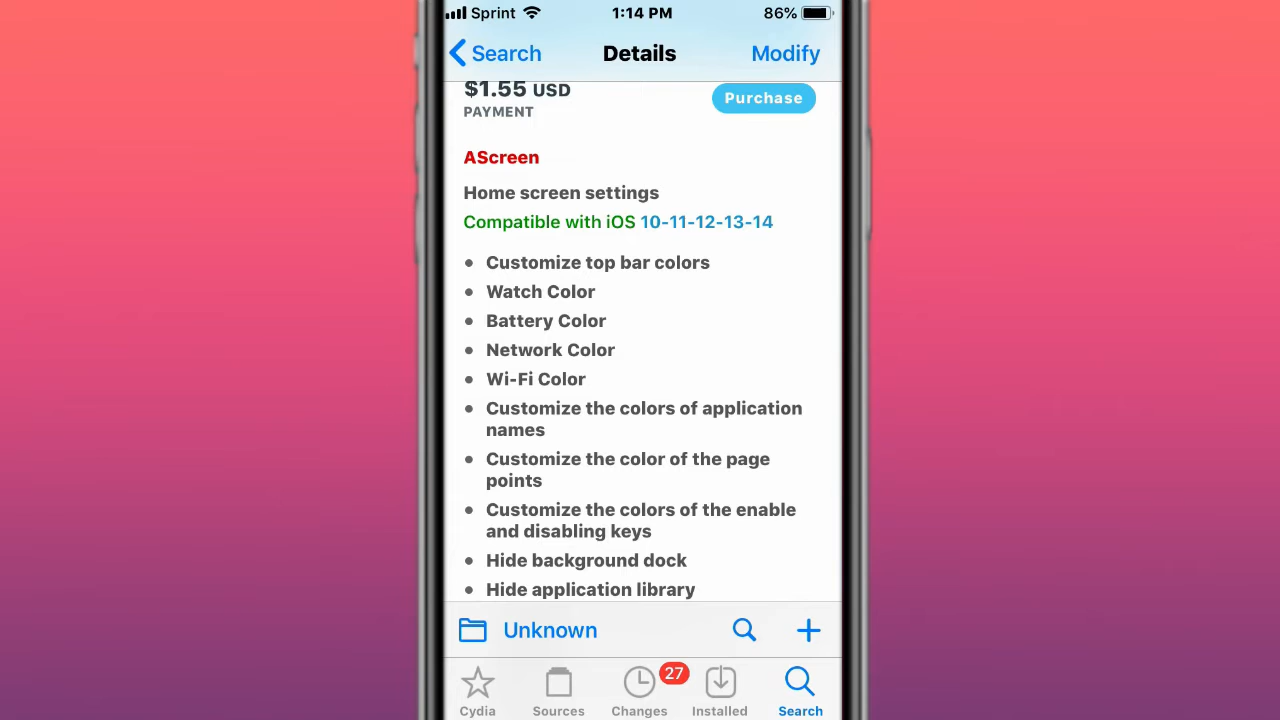 Sprint 1:14 PM 86%
Search Details Modify
$1.55 USD
Purchase
PAYMENT
AScreen
Home screen settings
Compatible with iOS 10-11-12-13-14
• Customize top bar colors
• Watch Color
• Battery Color
• Network Color
• Wi-Fi Color
• Customize the colors of application
names
• Customize the color of the page
points
• Customize the colors of the enable
and disabling keys
• Hide background dock
• Hide application library
Unknown
27
Cydia Sources Changes Installed Search